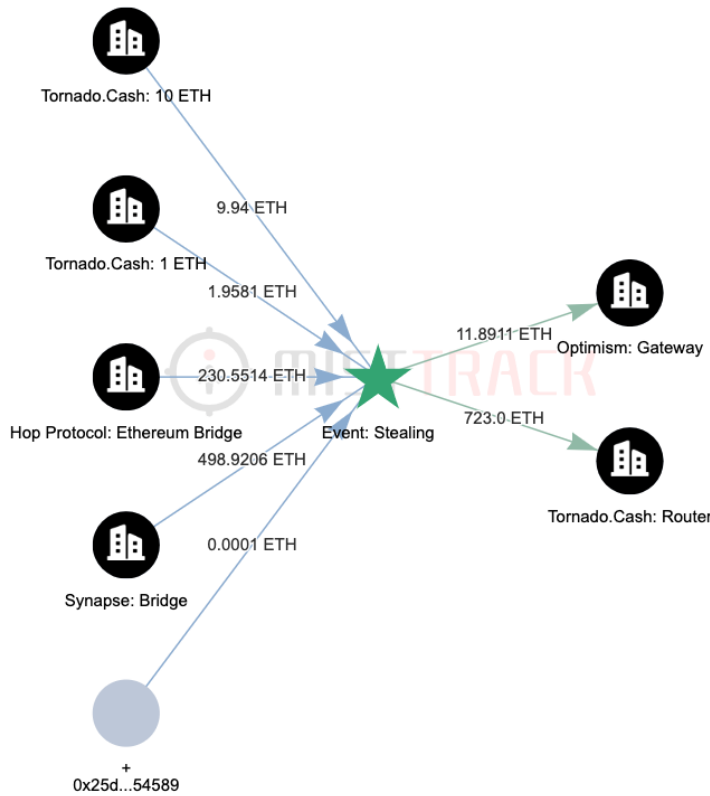 Tornado.Cash: 10 ETH
9.94 ETH
Tornado.Cash: 1 ETH
1.9581 ETH
11.8911 ETH
Optimism: Gateway
MISTTRACK
230.5514 ETH
723.0 ETH
Hop Protocol: Ethereum Bridge
Event: Stealing
498.9206 ETH
Tornado.Cash: Router
0.0001 ETH
Synapse: Bridge
+
0x25d...54589